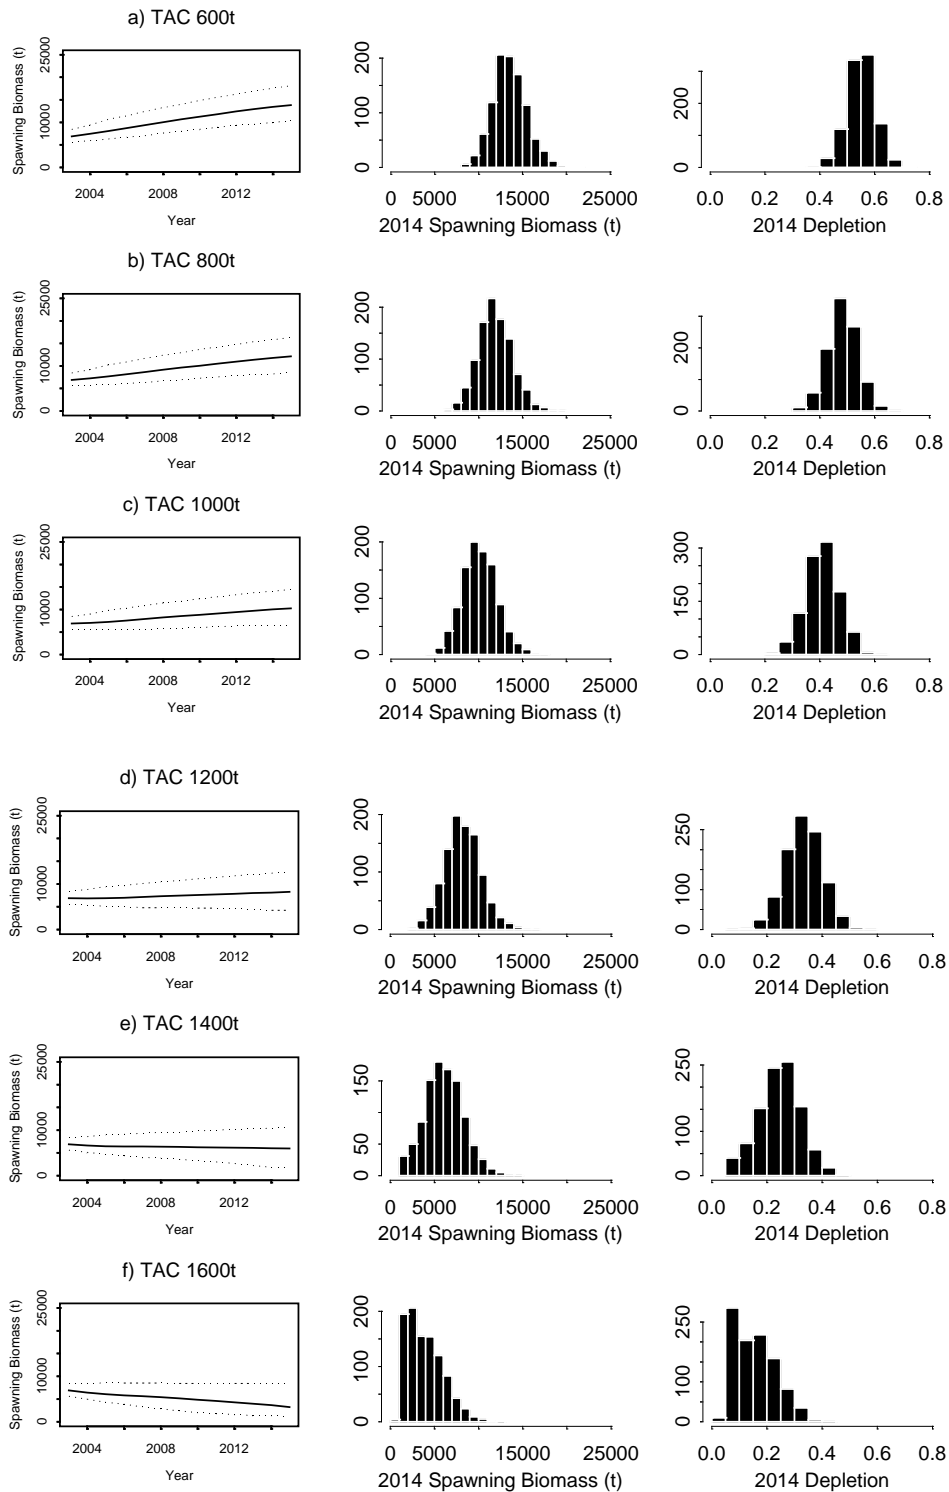 a) TAC 600t
Spawning Biomass (t)
25000
10000
0
2004 2008 2012
Year
200
100
0
0 5000 15000 25000
2014 Spawning Biomass (t)
200
0
0.0 0.2 0.4 0.6 0.8
2014 Depletion
b) TAC 800t
Spawning Biomass (t)
25000
10000
0
2004 2008 2012
Year
200
100
0
0 5000 15000 25000
2014 Spawning Biomass (t)
200
0
0.0 0.2 0.4 0.6 0.8
2014 Depletion
c) TAC 1000t
Spawning Biomass (t)
25000
10000
0
2004 2008 2012
Year
200
100
0
0 5000 15000 25000
2014 Spawning Biomass (t)
300
150
0
0.0 0.2 0.4 0.6 0.8
2014 Depletion
d) TAC 1200t
Spawning Biomass (t)
25000
10000
0
2004 2008 2012
Year
200
100
0
0 5000 15000 25000
2014 Spawning Biomass (t)
250
100
0
0.0 0.2 0.4 0.6 0.8
2014 Depletion
e) TAC 1400t
Spawning Biomass (t)
25000
10000
0
2004 2008 2012
Year
150
50
0
0 5000 15000 25000
2014 Spawning Biomass (t)
250
100
0
0.0 0.2 0.4 0.6 0.8
2014 Depletion
f) TAC 1600t
Spawning Biomass (t)
25000
10000
0
2004 2008 2012
Year
200
100
0
0 5000 15000 25000
2014 Spawning Biomass (t)
250
100
0
0.0 0.2 0.4 0.6 0.8
2014 Depletion